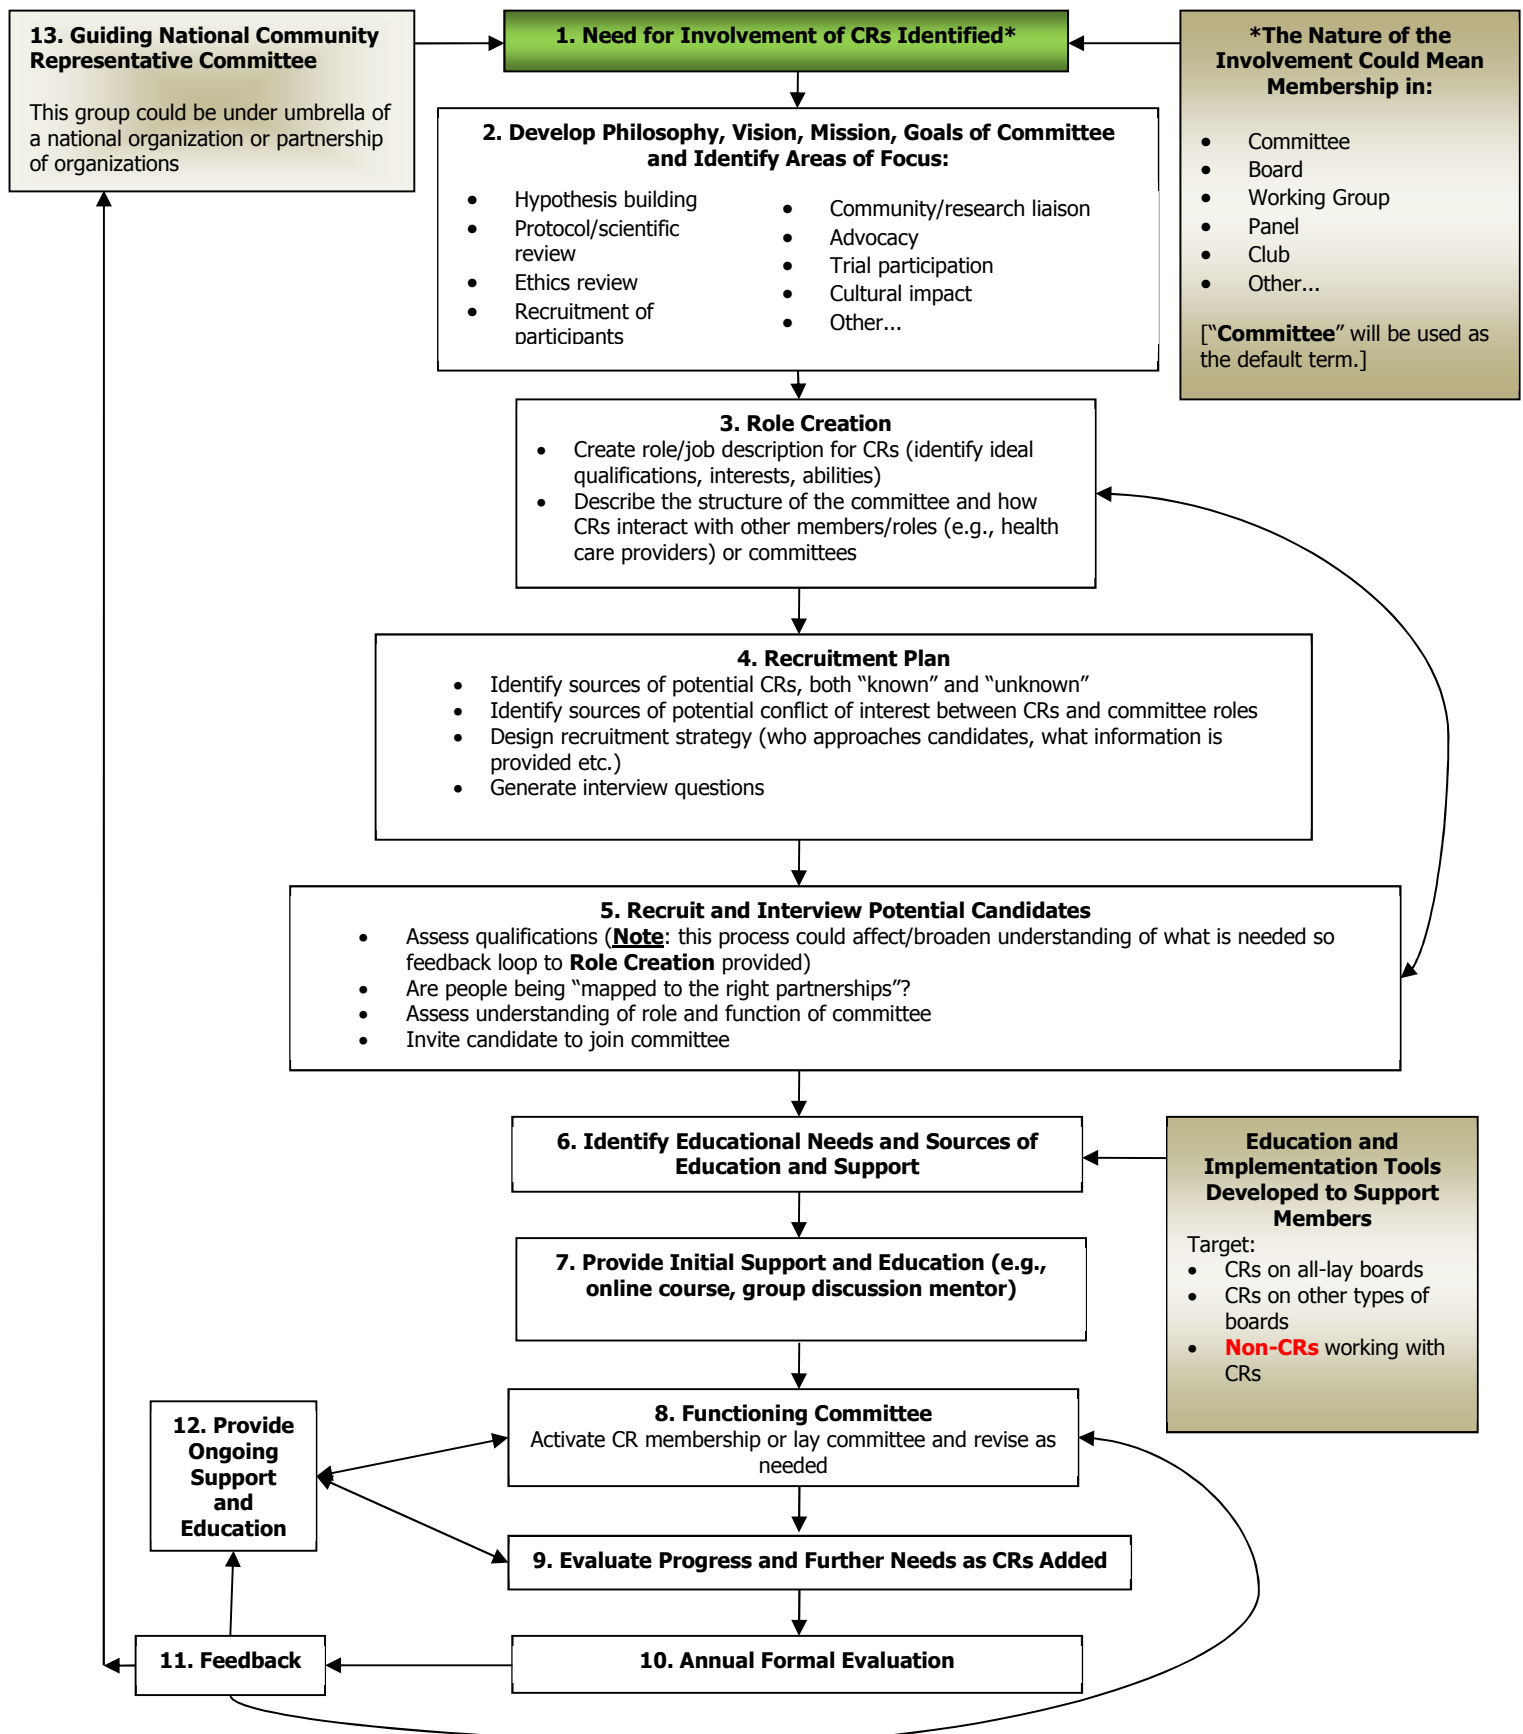 13. Guiding National Community
Representative Committee
This group could be under umbrella of
a national organization or partnership
of organizations
1. Need for Involvement of CRs Identified*
*The Nature of the
Involvement Could Mean
Membership in:
• Committee
• Board
• Working Group
• Panel
• Club
• Other...
[“Committee” will be used as
the default term.]
2. Develop Philosophy, Vision, Mission, Goals of Committee
and Identify Areas of Focus:
• Hypothesis building
• Protocol/scientific
review
• Ethics review
• Recruitment of
participants
• Community/research liaison
• Advocacy
• Trial participation
• Cultural impact
• Other...
3. Role Creation
• Create role/job description for CRs (identify ideal
qualifications, interests, abilities)
• Describe the structure of the committee and how
CRs interact with other members/roles (e.g., health
care providers) or committees
4. Recruitment Plan
• Identify sources of potential CRs, both “known” and “unknown”
• Identify sources of potential conflict of interest between CRs and committee roles
• Design recruitment strategy (who approaches candidates, what information is
provided etc.)
• Generate interview questions
5. Recruit and Interview Potential Candidates
• Assess qualifications (Note: this process could affect/broaden understanding of what is needed so
feedback loop to Role Creation provided)
• Are people being “mapped to the right partnerships”?
• Assess understanding of role and function of committee
• Invite candidate to join committee
6. Identify Educational Needs and Sources of
Education and Support
Education and
Implementation Tools
Developed to Support
Members
Target:
• CRs on all-lay boards
• CRs on other types of
boards
• Non-CRs working with
CRs
7. Provide Initial Support and Education (e.g.,
online course, group discussion mentor)
8. Functioning Committee
Activate CR membership or lay committee and revise as
needed
12. Provide
Ongoing
Support
and
Education
9. Evaluate Progress and Further Needs as CRs Added
11. Feedback
10. Annual Formal Evaluation